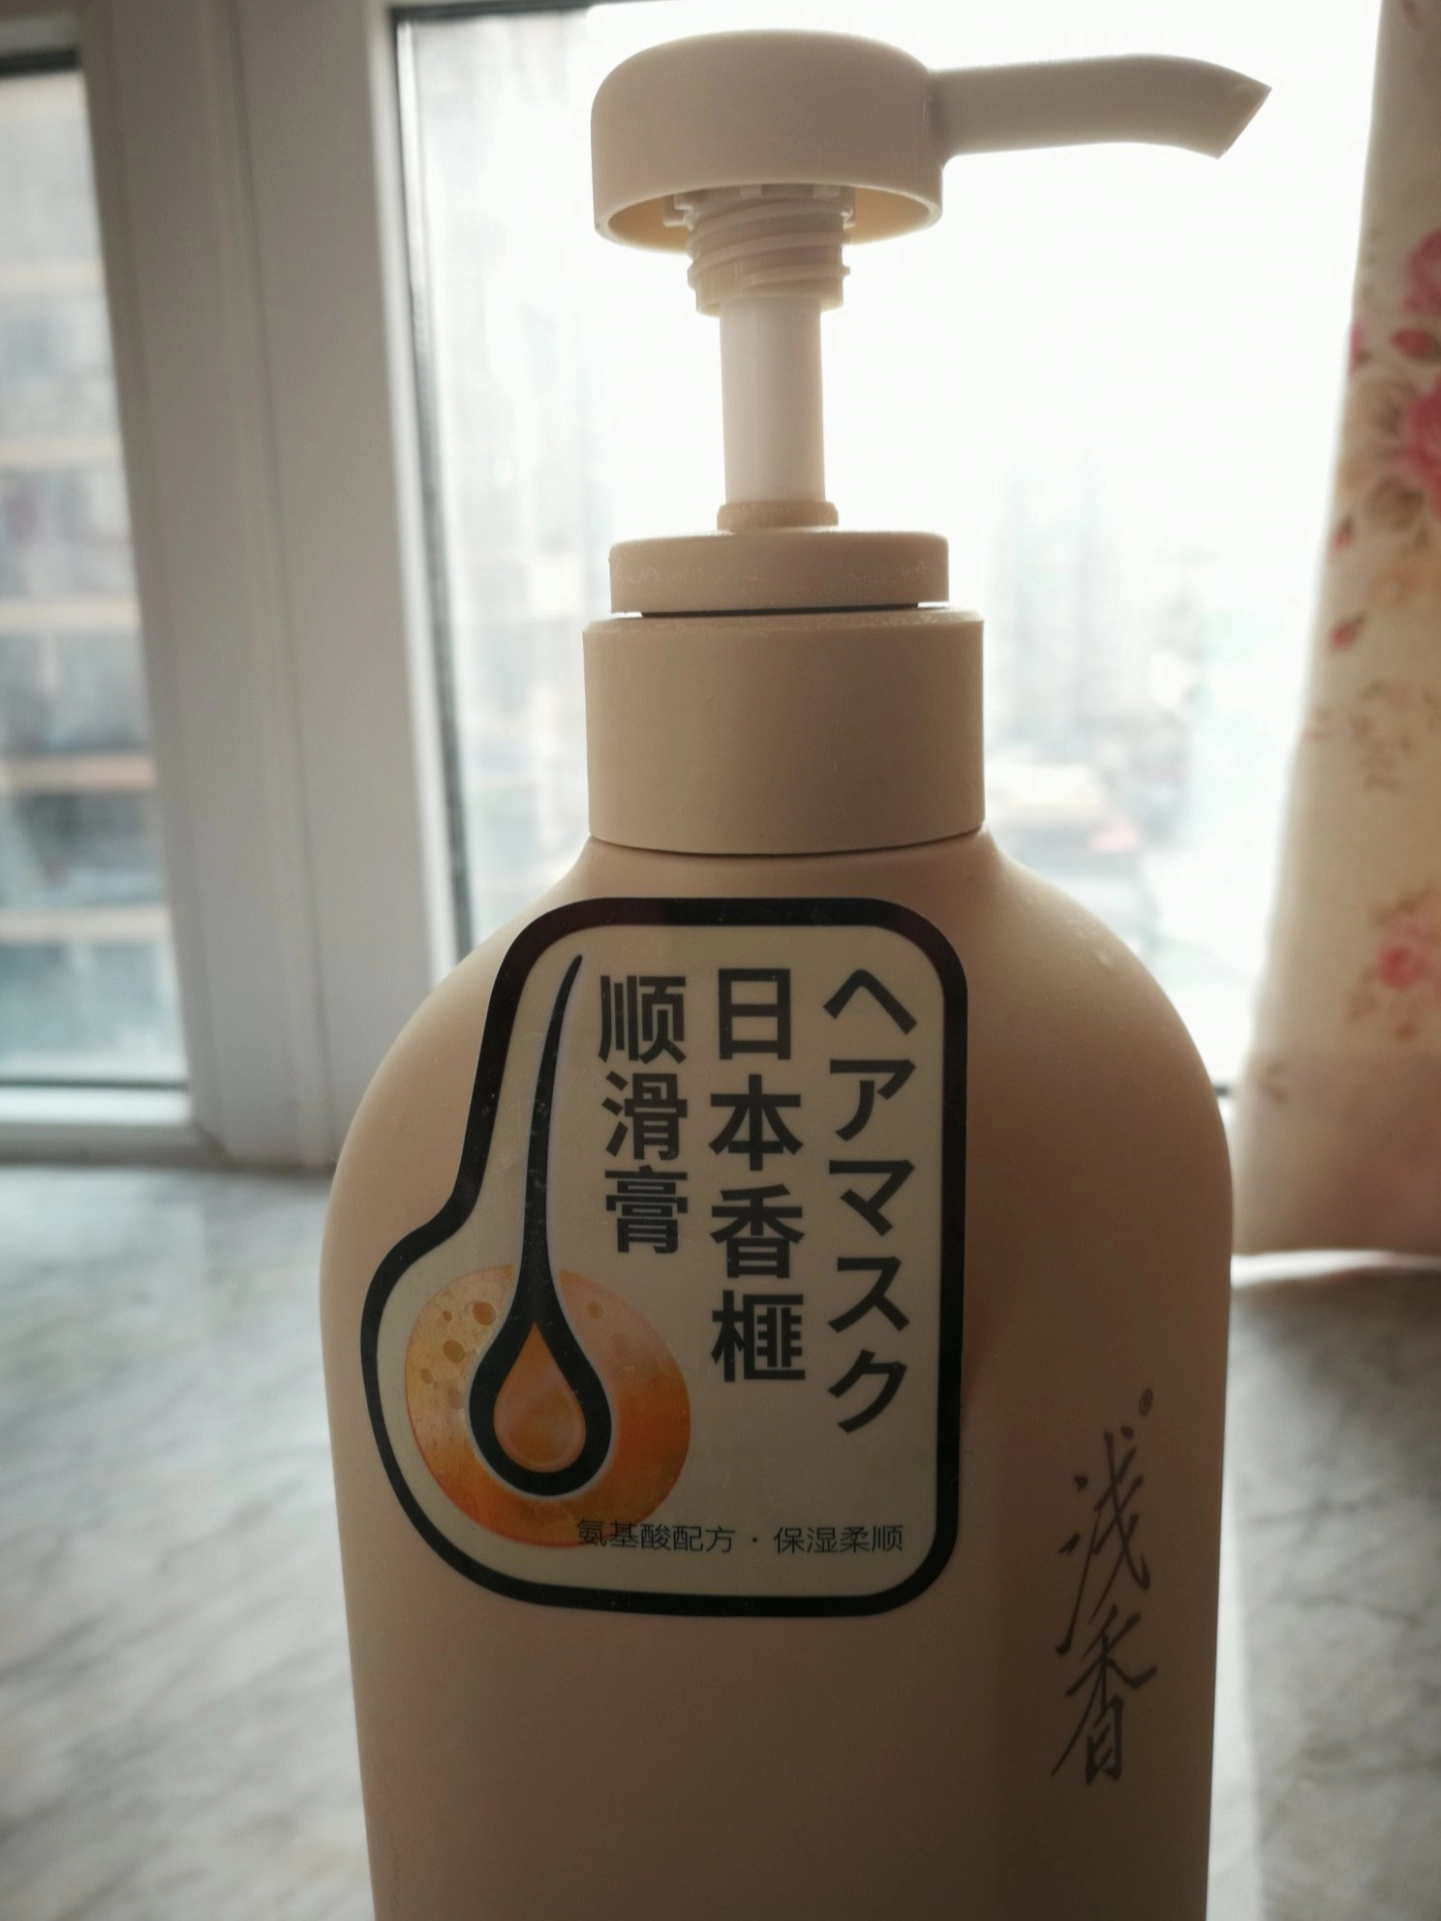 ヘアマスク
日本香榧
顺滑膏
氨基酸配方·保湿柔顺
浅香®